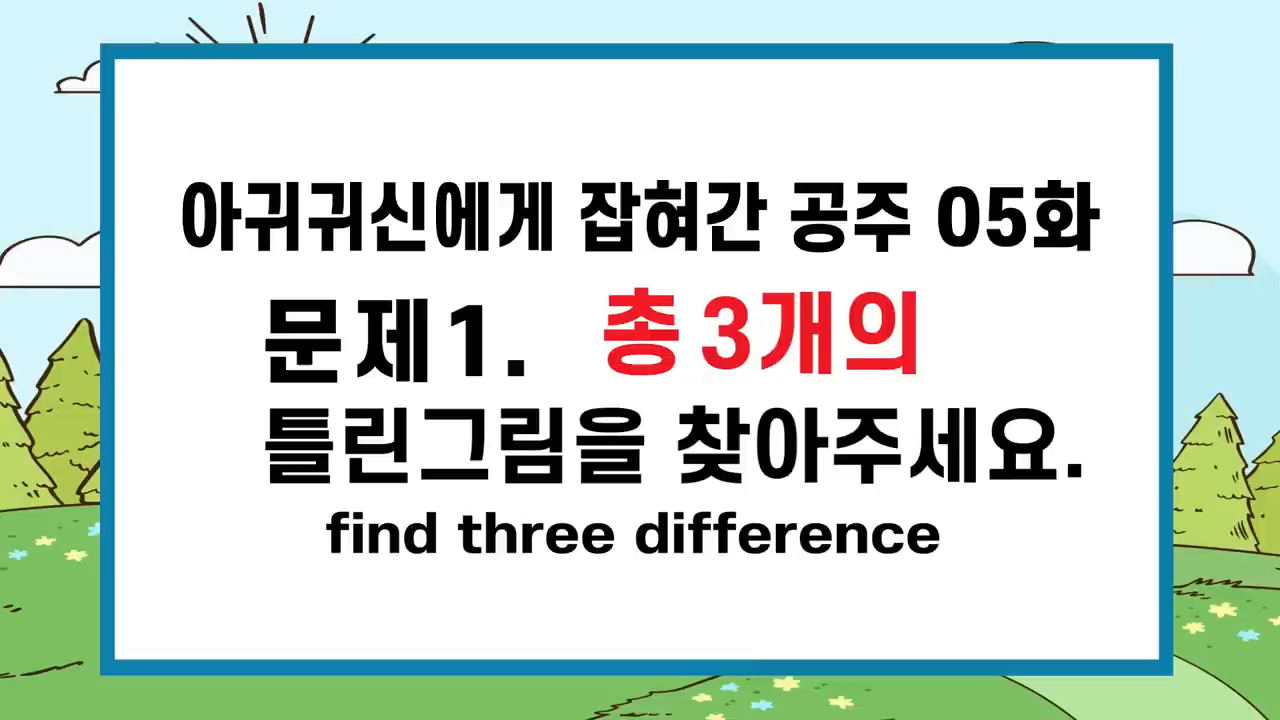 아귀귀신에게 잡혀간 공주 05화
문제1. 총 3개의
틀린그림을 찾아주세요.
find three difference